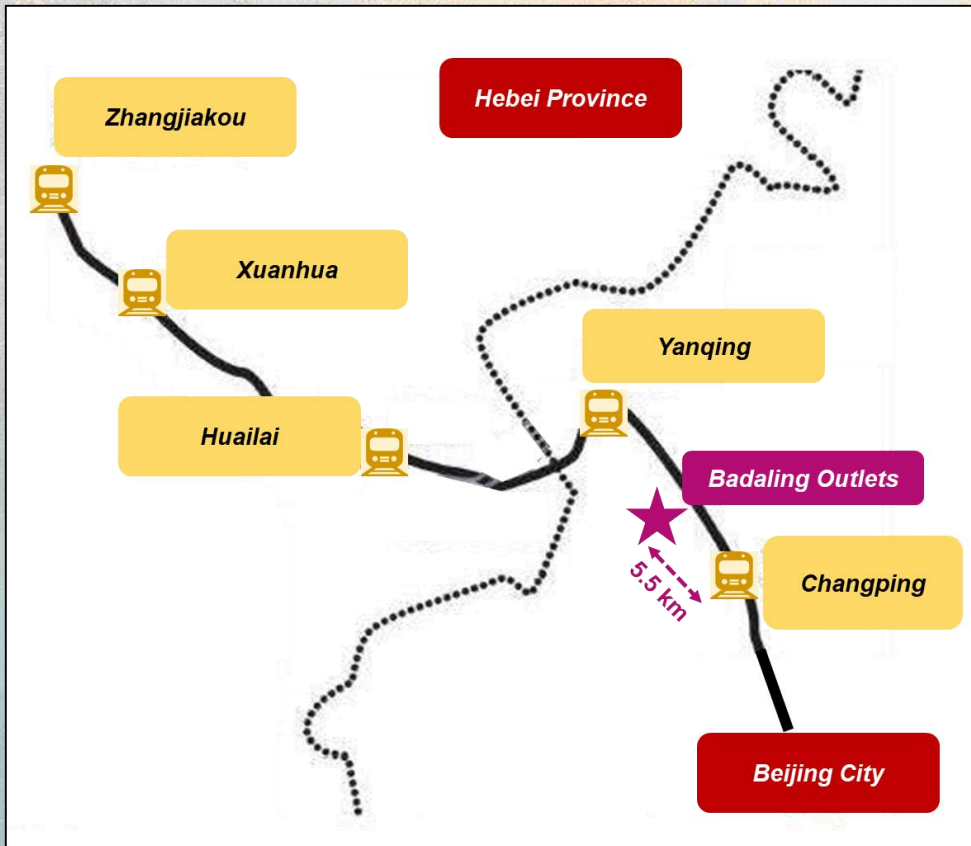 Hebei Province
Zhangjiakou
Xuanhua
Yanqing
Huailai
Badaling Outlets
5.5 km
Changping
Beijing City